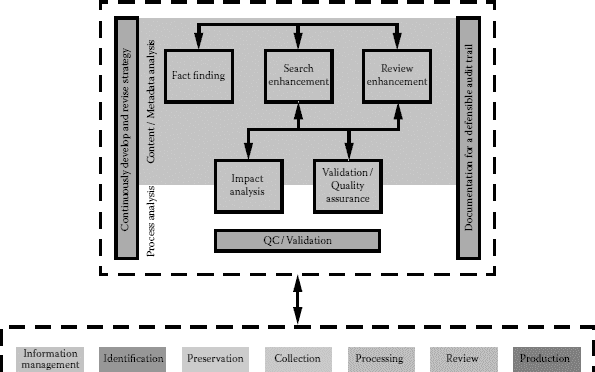 Continuously develop and revise strategy
Content / Metadata analysis
Process analysis
Fact finding
Search
enhancement
Review
enhancement
Impact
analysis
Validation /
Quality
assurance
QC / Validation
Documentation for a defensible audit trail
Information
management
Identification
Preservation
Collection
Processing
Review
Production